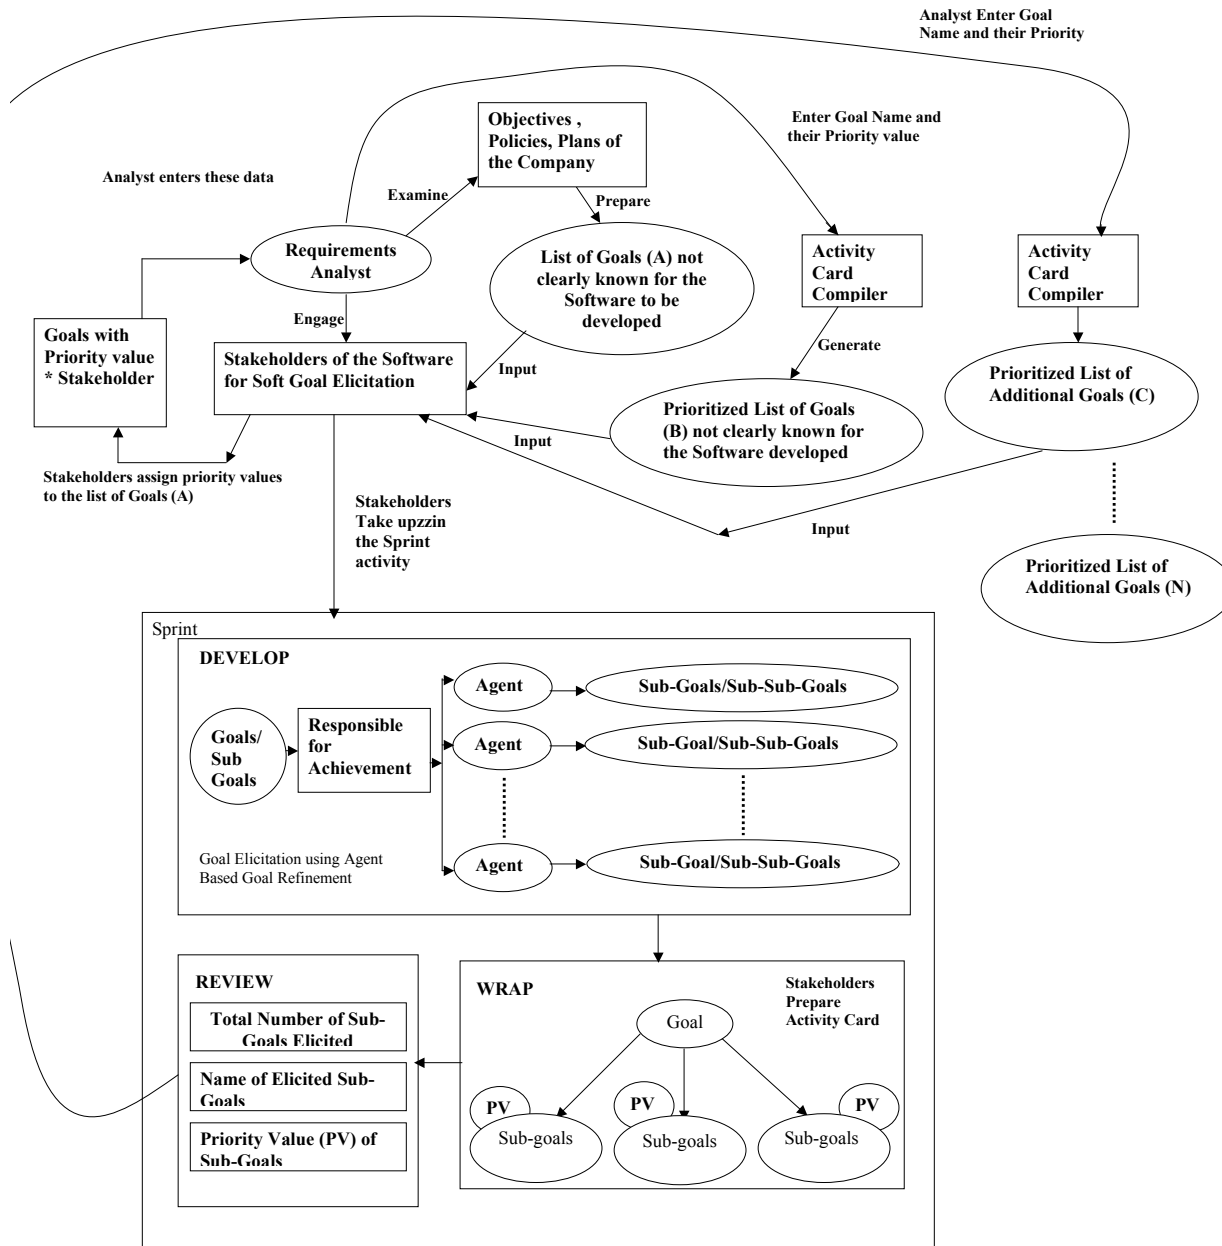 Analyst Enter Goal
Name and their Priority
Objectives ,
Policies, Plans of
the Company
Enter Goal Name and
their Priority value
Analyst enters these data
Examine
Prepare
Requirements
Analyst
List of Goals (A) not
clearly known for the
Software to be
developed
Activity
Card
Compiler
Activity
Card
Compiler
Engage
Goals with
Priority value
* Stakeholder
Stakeholders of the Software
for Soft Goal Elicitation
Input
Generate
Prioritized List of
Additional Goals (C)
Prioritized List of Goals
(B) not clearly known for
the Software developed
Input
Stakeholders assign priority values
to the list of Goals (A)
Stakeholders
Take upzzin
the Sprint
activity
Input
Prioritized List of
Additional Goals (N)
Sprint
DEVELOP
Goals/
Sub
Goals
Responsible
for
Achievement
Agent
Sub-Goals/Sub-Sub-Goals
Agent
Sub-Goal/Sub-Sub-Goals
Agent
Sub-Goal/Sub-Sub-Goals
Goal Elicitation using Agent
Based Goal Refinement
REVIEW
Total Number of Sub-
Goals Elicited
Name of Elicited Sub-
Goals
Priority Value (PV) of
Sub-Goals
WRAP
Stakeholders
Prepare
Activity Card
Goal
PV
Sub-goals
PV
Sub-goals
PV
Sub-goals